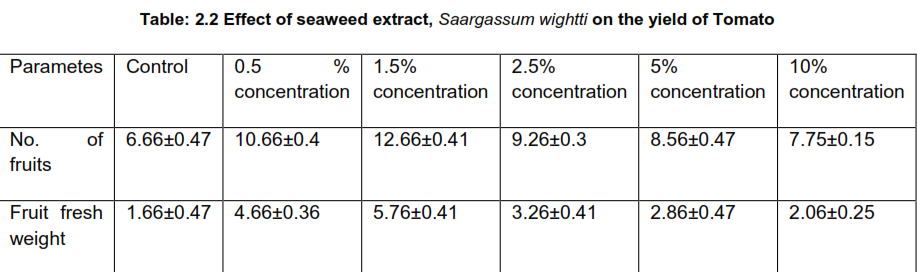 Table: 2.2 Effect of seaweed extract, Saargassum wightti on the yield of Tomato
Parametes Control 0.5 % concentration 1.5% concentration 2.5% concentration 5% concentration 10% concentration
No. of fruits 6.66±0.47 10.66±0.4 12.66±0.41 9.26±0.3 8.56±0.47 7.75±0.15
Fruit fresh weight 1.66±0.47 4.66±0.36 5.76±0.41 3.26±0.41 2.86±0.47 2.06±0.25